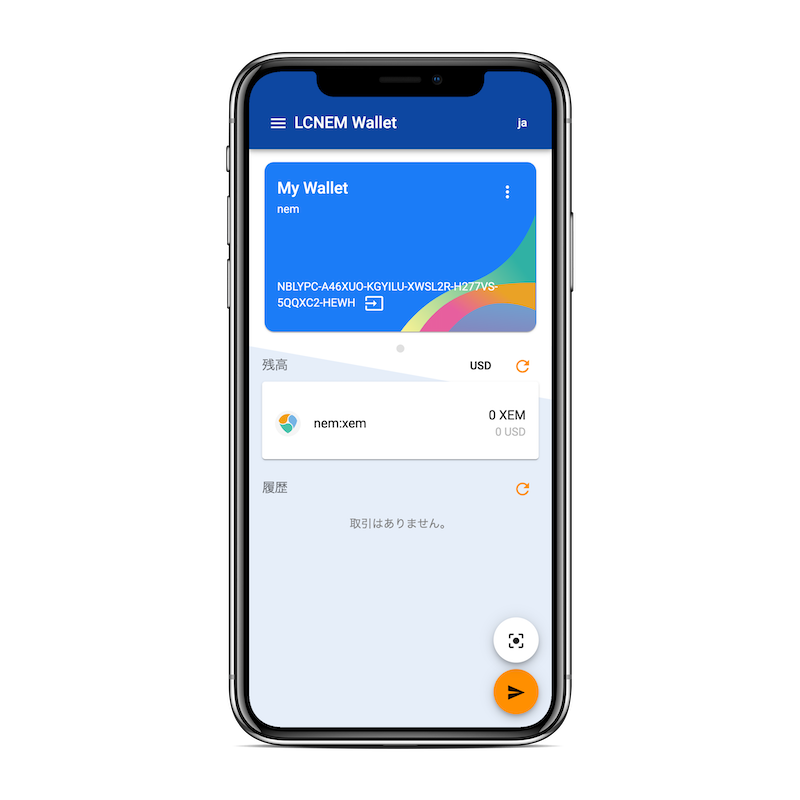 LCNEM Wallet
ja
My Wallet
nem
NBLYPC-A46XUO-KGYILU-XWSL2R-H277VS-
5QQXC2-HEWH
残高
USD
nem:xem
0 XEM
0 USD
履歴
取引はありません。